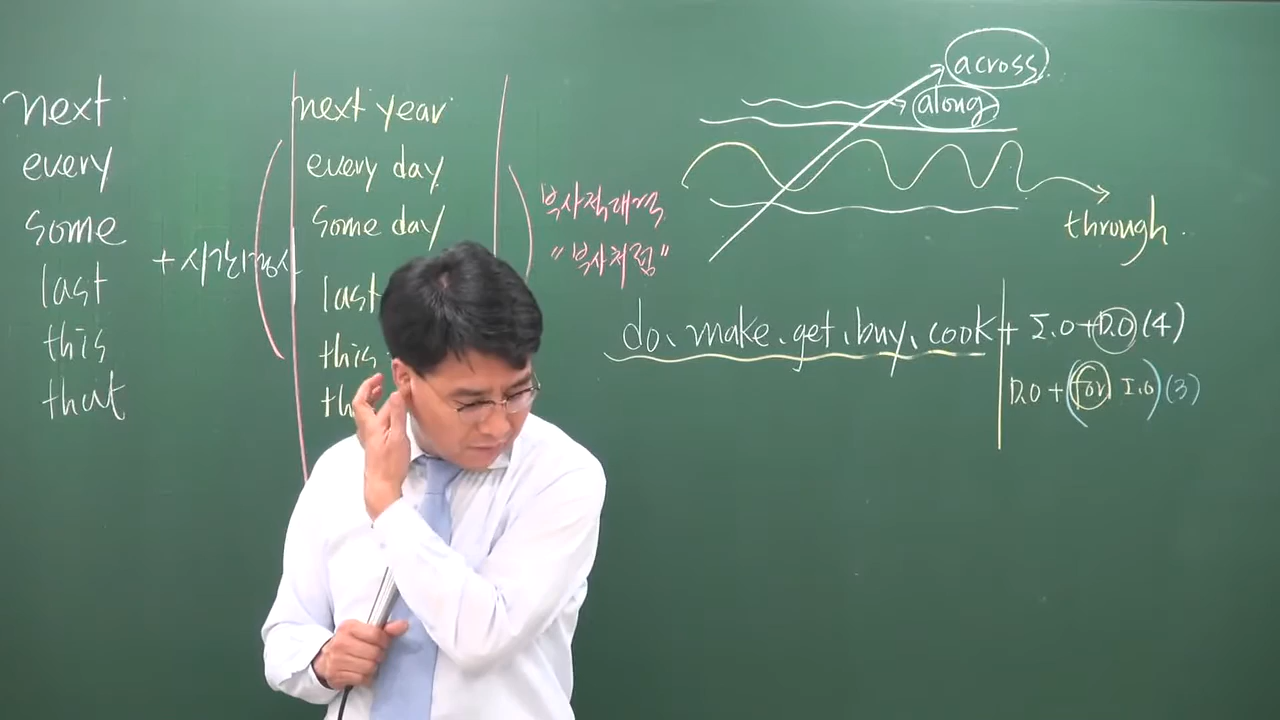 next
every
some
last
this
that
+ 시간명사
next year
every day
some day
last
this
th
부사적대격
"부사처럼"
across
along
through
do, make, get, buy, cook + I.O + D.O (4)
D.O + (for I.O) (3)